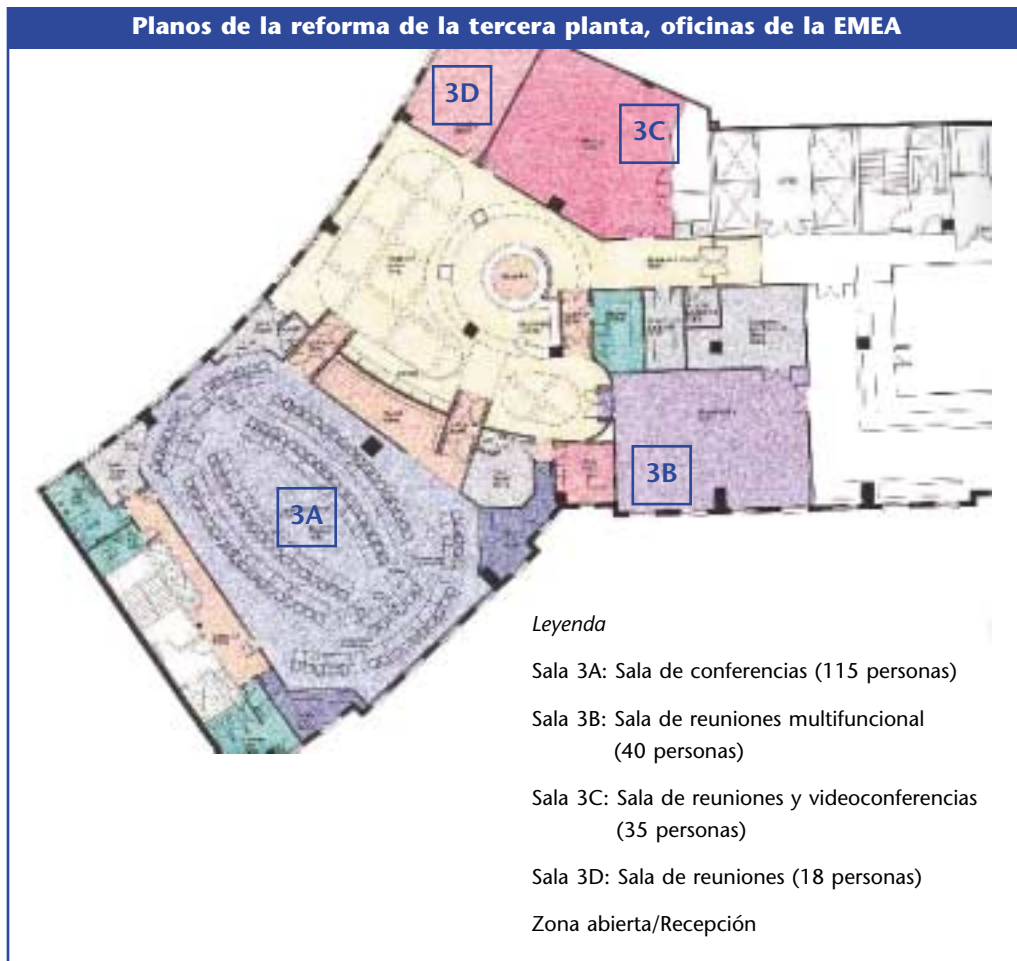 Planos de la reforma de la tercera planta, oficinas de la EMEA
3D
3C
3A
3B
Leyenda
Sala 3A: Sala de conferencias (115 personas)
Sala 3B: Sala de reuniones multifuncional
(40 personas)
Sala 3C: Sala de reuniones y videoconferencias
(35 personas)
Sala 3D: Sala de reuniones (18 personas)
Zona abierta/Recepción